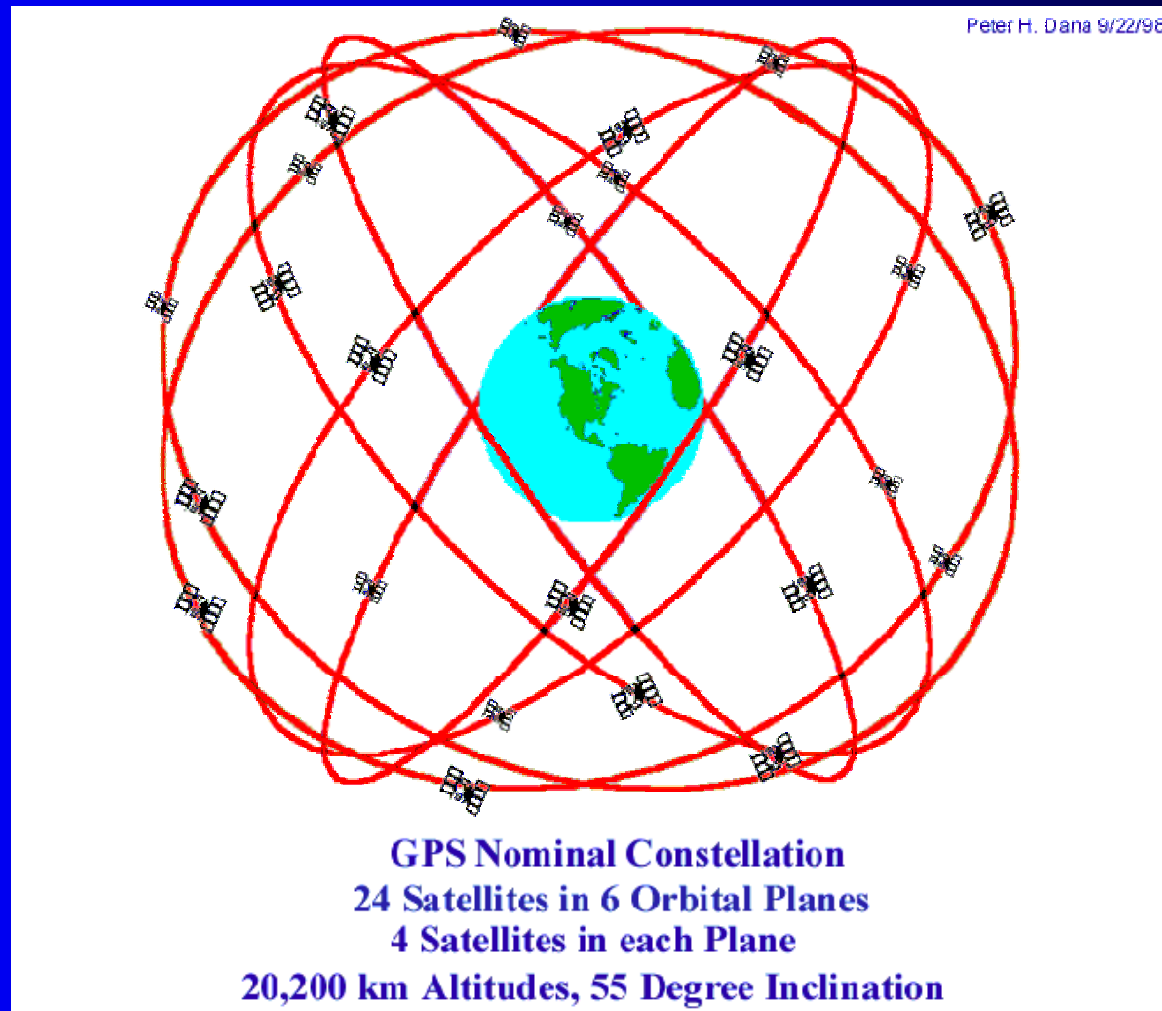 Peter H. Dana 9/22/98
GPS Nominal Constellation
24 Satellites in 6 Orbital Planes
4 Satellites in each Plane
20,200 km Altitudes, 55 Degree Inclination